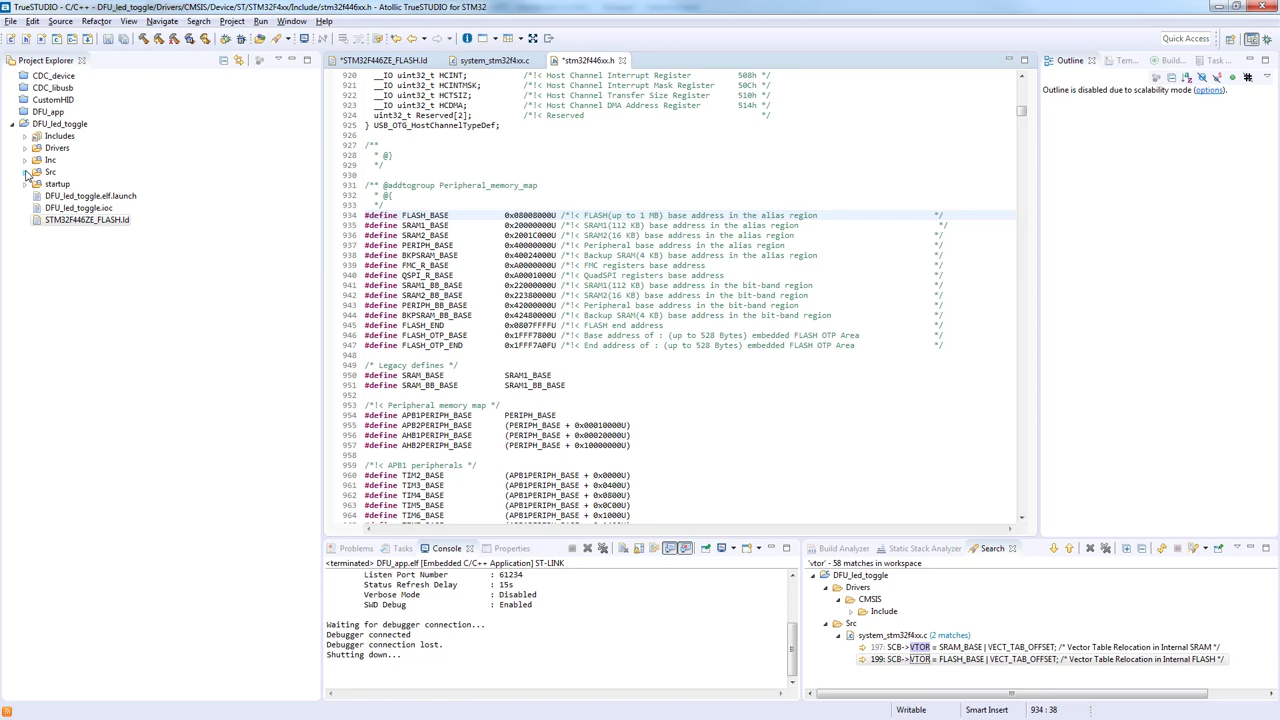 TrueSTUDIO - C/C++ - DFU_led_toggle/Drivers/CMSIS/Device/ST/STM32F4xx/Include/stm32f446xx.h - Atollic TrueSTUDIO for STM32
File Edit Source Refactor View Navigate Search Project Run Window Help
Quick Access
Project Explorer
CDC_device
CDC_libusb
CustomHID
DFU_app
DFU_led_toggle
Includes
Drivers
Inc
Src
startup
DFU_led_toggle.elf.launch
DFU_led_toggle.ioc
STM32F446ZE_FLASH.ld
*STM32F446ZE_FLASH.ld system_stm32f4xx.c *stm32f446xx.h
920 __IO uint32_t HCINT; /*!< Host Channel Interrupt Register 508h */
921 __IO uint32_t HCINTMSK; /*!< Host Channel Interrupt Mask Register 50Ch */
922 __IO uint32_t HCTSIZ; /*!< Host Channel Transfer Size Register 510h */
923 __IO uint32_t HCDMA; /*!< Host Channel DMA Address Register 514h */
924 uint32_t Reserved[2]; /*!< Reserved */
925 } USB_OTG_HostChannelTypeDef;
926
927 /**
928 * @}
929 */
930
931 /** @addtogroup Peripheral_memory_map
932 * @{
933 */
934 #define FLASH_BASE 0x08008000U /*!< FLASH(up to 1 MB) base address in the alias region */
935 #define SRAM1_BASE 0x20000000U /*!< SRAM1(112 KB) base address in the alias region */
936 #define SRAM2_BASE 0x2001C000U /*!< SRAM2(16 KB) base address in the alias region */
937 #define PERIPH_BASE 0x40000000U /*!< Peripheral base address in the alias region */
938 #define BKPSRAM_BASE 0x40024000U /*!< Backup SRAM(4 KB) base address in the alias region */
939 #define FMC_R_BASE 0xA0000000U /*!< FMC registers base address */
940 #define QSPI_R_BASE 0xA0001000U /*!< QuadSPI registers base address */
941 #define SRAM1_BB_BASE 0x22000000U /*!< SRAM1(112 KB) base address in the bit-band region */
942 #define SRAM2_BB_BASE 0x22380000U /*!< SRAM2(16 KB) base address in the bit-band region */
943 #define PERIPH_BB_BASE 0x42000000U /*!< Peripheral base address in the bit-band region */
944 #define BKPSRAM_BB_BASE 0x42480000U /*!< Backup SRAM(4 KB) base address in the bit-band region */
945 #define FLASH_END 0x0807FFFFU /*!< FLASH end address */
946 #define FLASH_OTP_BASE 0x1FFF7800U /*!< Base address of : (up to 528 Bytes) embedded FLASH OTP Area */
947 #define FLASH_OTP_END 0x1FFF7A0FU /*!< End address of : (up to 528 Bytes) embedded FLASH OTP Area */
948
949 /* Legacy defines */
950 #define SRAM_BASE SRAM1_BASE
951 #define SRAM_BB_BASE SRAM1_BB_BASE
952
953 /*!< Peripheral memory map */
954 #define APB1PERIPH_BASE PERIPH_BASE
955 #define APB2PERIPH_BASE (PERIPH_BASE + 0x00010000U)
956 #define AHB1PERIPH_BASE (PERIPH_BASE + 0x00020000U)
957 #define AHB2PERIPH_BASE (PERIPH_BASE + 0x10000000U)
958
959 /*!< APB1 peripherals */
960 #define TIM2_BASE (APB1PERIPH_BASE + 0x0000U)
961 #define TIM3_BASE (APB1PERIPH_BASE + 0x0400U)
962 #define TIM4_BASE (APB1PERIPH_BASE + 0x0800U)
963 #define TIM5_BASE (APB1PERIPH_BASE + 0x0C00U)
964 #define TIM6_BASE (APB1PERIPH_BASE + 0x1000U)
Outline Tem... Build... Task ...
Outline is disabled due to scalability mode (options).
Problems Tasks Console Properties
<terminated> DFU_app.elf [Embedded C/C++ Application] ST-LINK
Listen Port Number : 61234
Status Refresh Delay : 15s
Verbose Mode : Disabled
SWD Debug : Enabled
Waiting for debugger connection...
Debugger connected
Debugger connection lost.
Shutting down...
Build Analyzer Static Stack Analyzer Search
'vtor' - 58 matches in workspace
DFU_led_toggle
Drivers
CMSIS
Include
Src
system_stm32f4xx.c (2 matches)
197: SCB->VTOR = SRAM_BASE | VECT_TAB_OFFSET; /* Vector Table Relocation in Internal SRAM */
199: SCB->VTOR = FLASH_BASE | VECT_TAB_OFFSET; /* Vector Table Relocation in Internal FLASH */
Writable Smart Insert 934 : 38